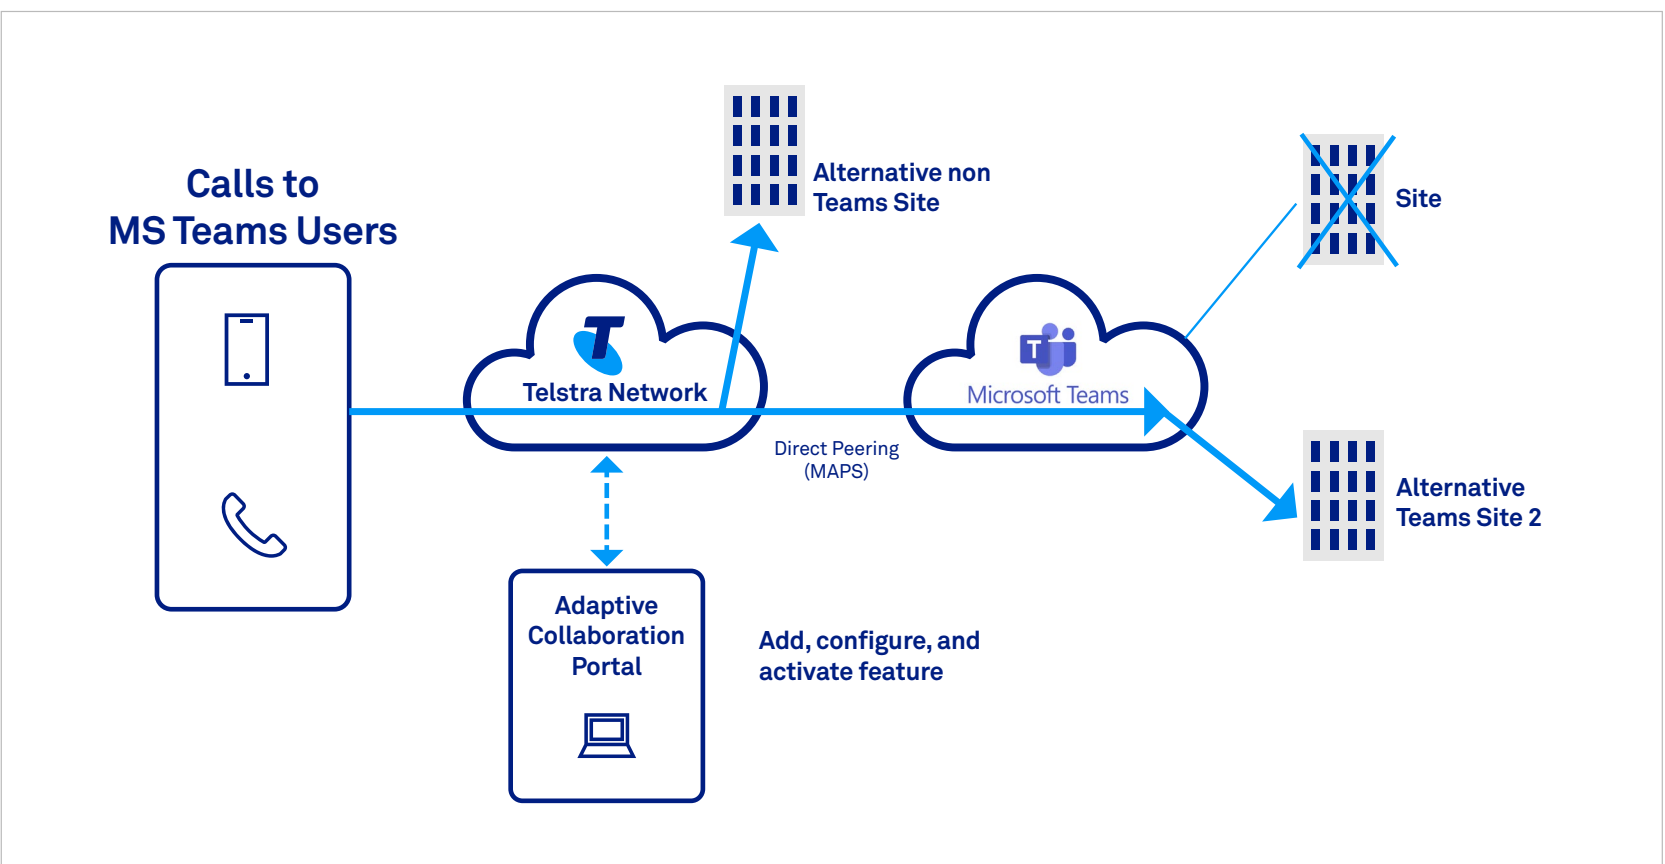 Calls to
MS Teams Users
Alternative non
Teams Site
Site
T
Telstra Network
T
Microsoft Teams
Direct Peering
(MAPS)
Alternative
Teams Site 2
Adaptive
Collaboration
Portal
Add, configure, and
activate feature